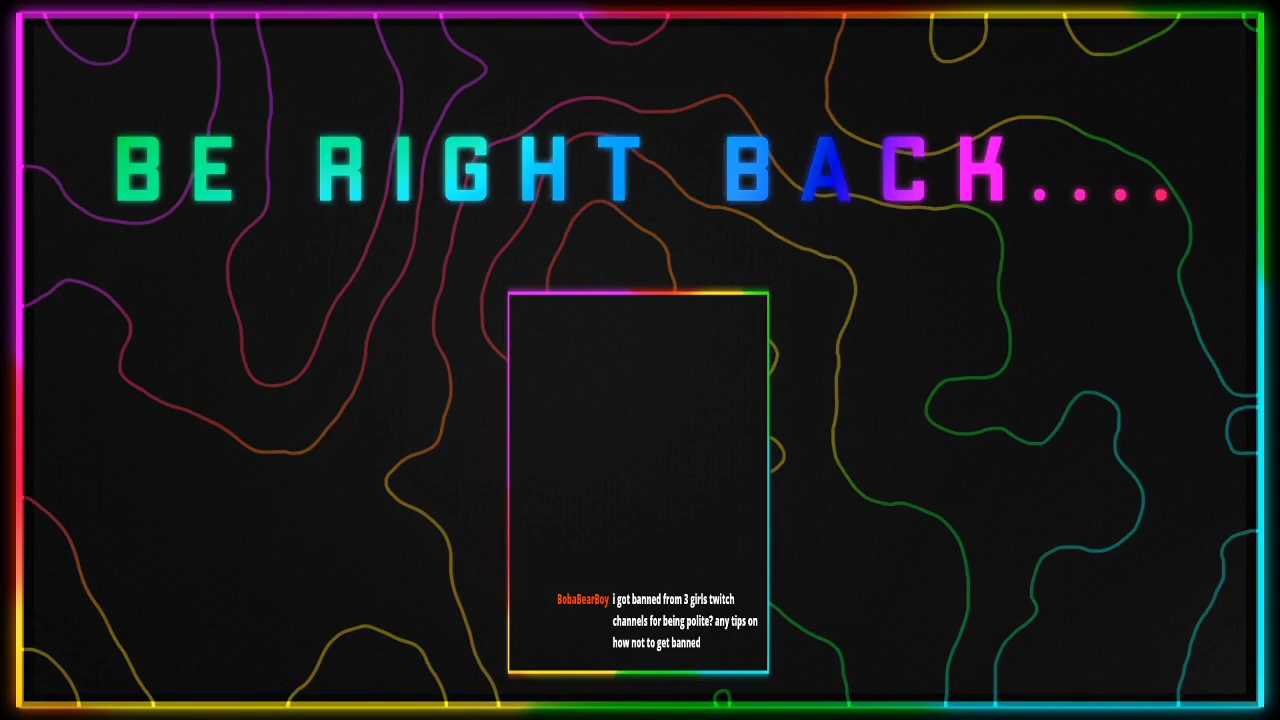 BE RIGHT BACK....
BobaBearBoy i got banned from 3 girls twitch
channels for being polite? any tips on
how not to get banned